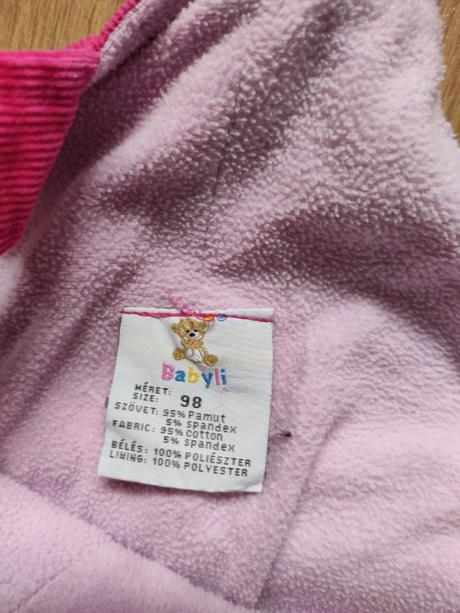 Babyli
MÉRET:
SIZE: 98
SZÖVET: 95% Pamut
5% spandex
FABRIC: 95% cotton
5% spandex
BÉLÉS: 100% POLIÉSZTER
LINING: 100% POLYESTER